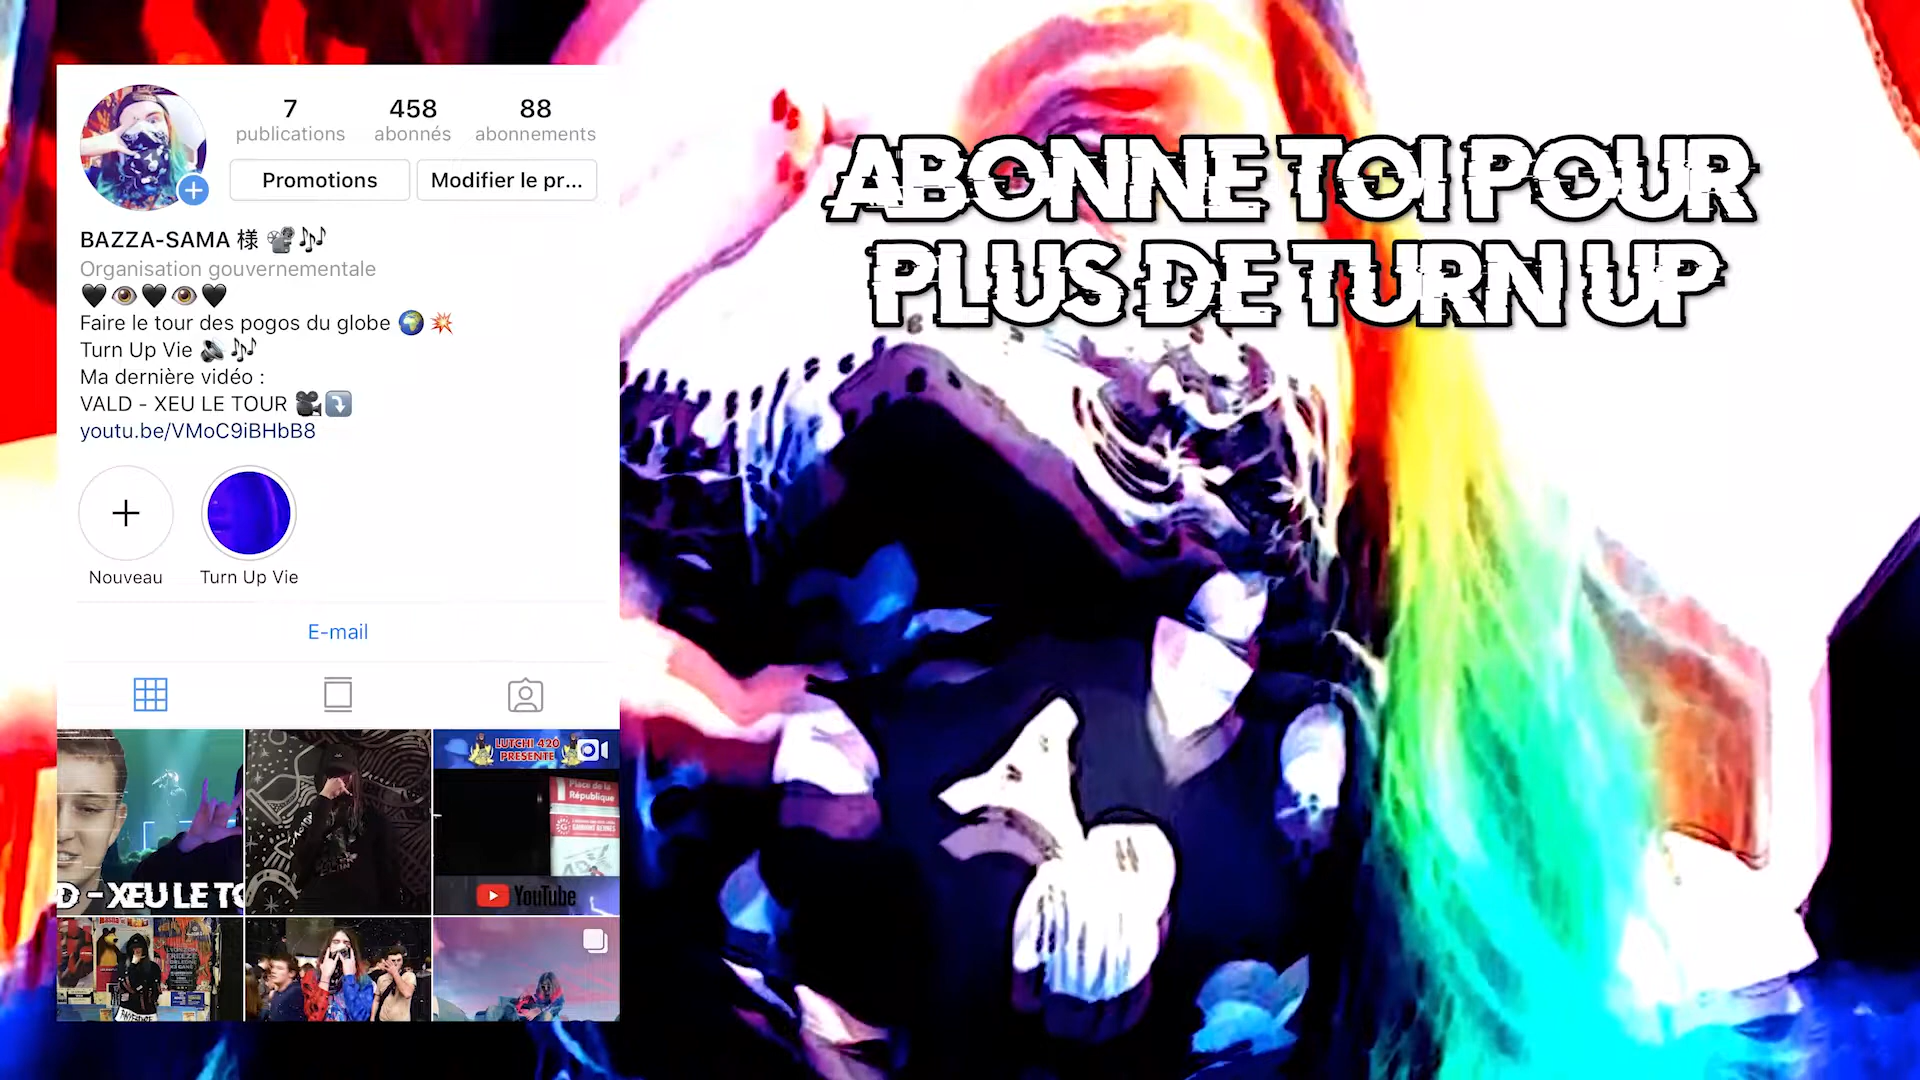 7 458 88
publications abonnés abonnements
Promotions Modifier le pr...
BAZZA-SAMA 様 📽🎶
Organisation gouvernementale
🖤👁🖤👁🖤
Faire le tour des pogos du globe 🌍💥
Turn Up Vie 🔊🎶
Ma dernière vidéo :
VALD - XEU LE TOUR 🎥⤵️
youtu.be/VMoC9iBHbB8
Nouveau Turn Up Vie
E-mail
ABONNE TOI POUR
PLUS DE TURN UP
LUTCHI 420
PRESENTE
Place de la
République
D - XEU LE TO
YouTube